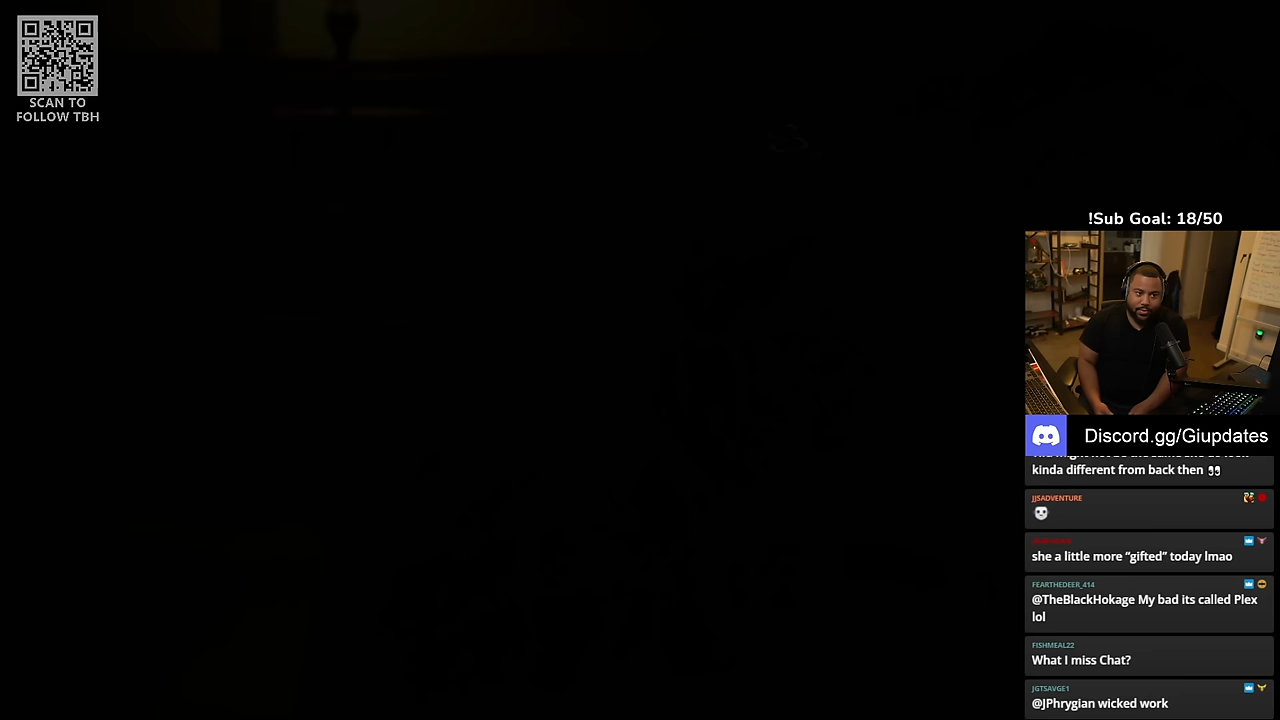 SCAN TO
FOLLOW TBH
!Sub Goal: 18/50
Discord.gg/Giupdates
kinda different from back then 👀
JJSADVENTURE
she a little more “gifted” today lmao
FEARTHEDEER_414
@TheBlackHokage My bad its called Plex
lol
FISHMEAL22
What I miss Chat?
JGTSAVGE1
@JPhrygian wicked work